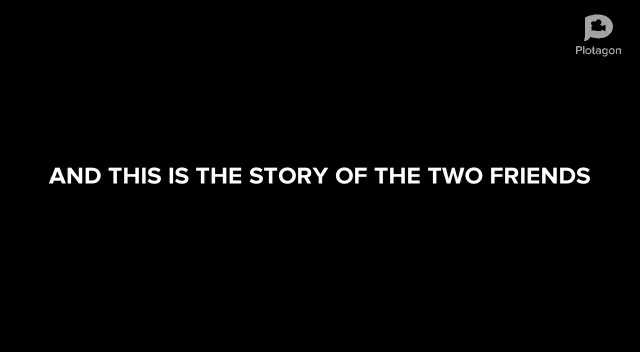 Plotagon
AND THIS IS THE STORY OF THE TWO FRIENDS